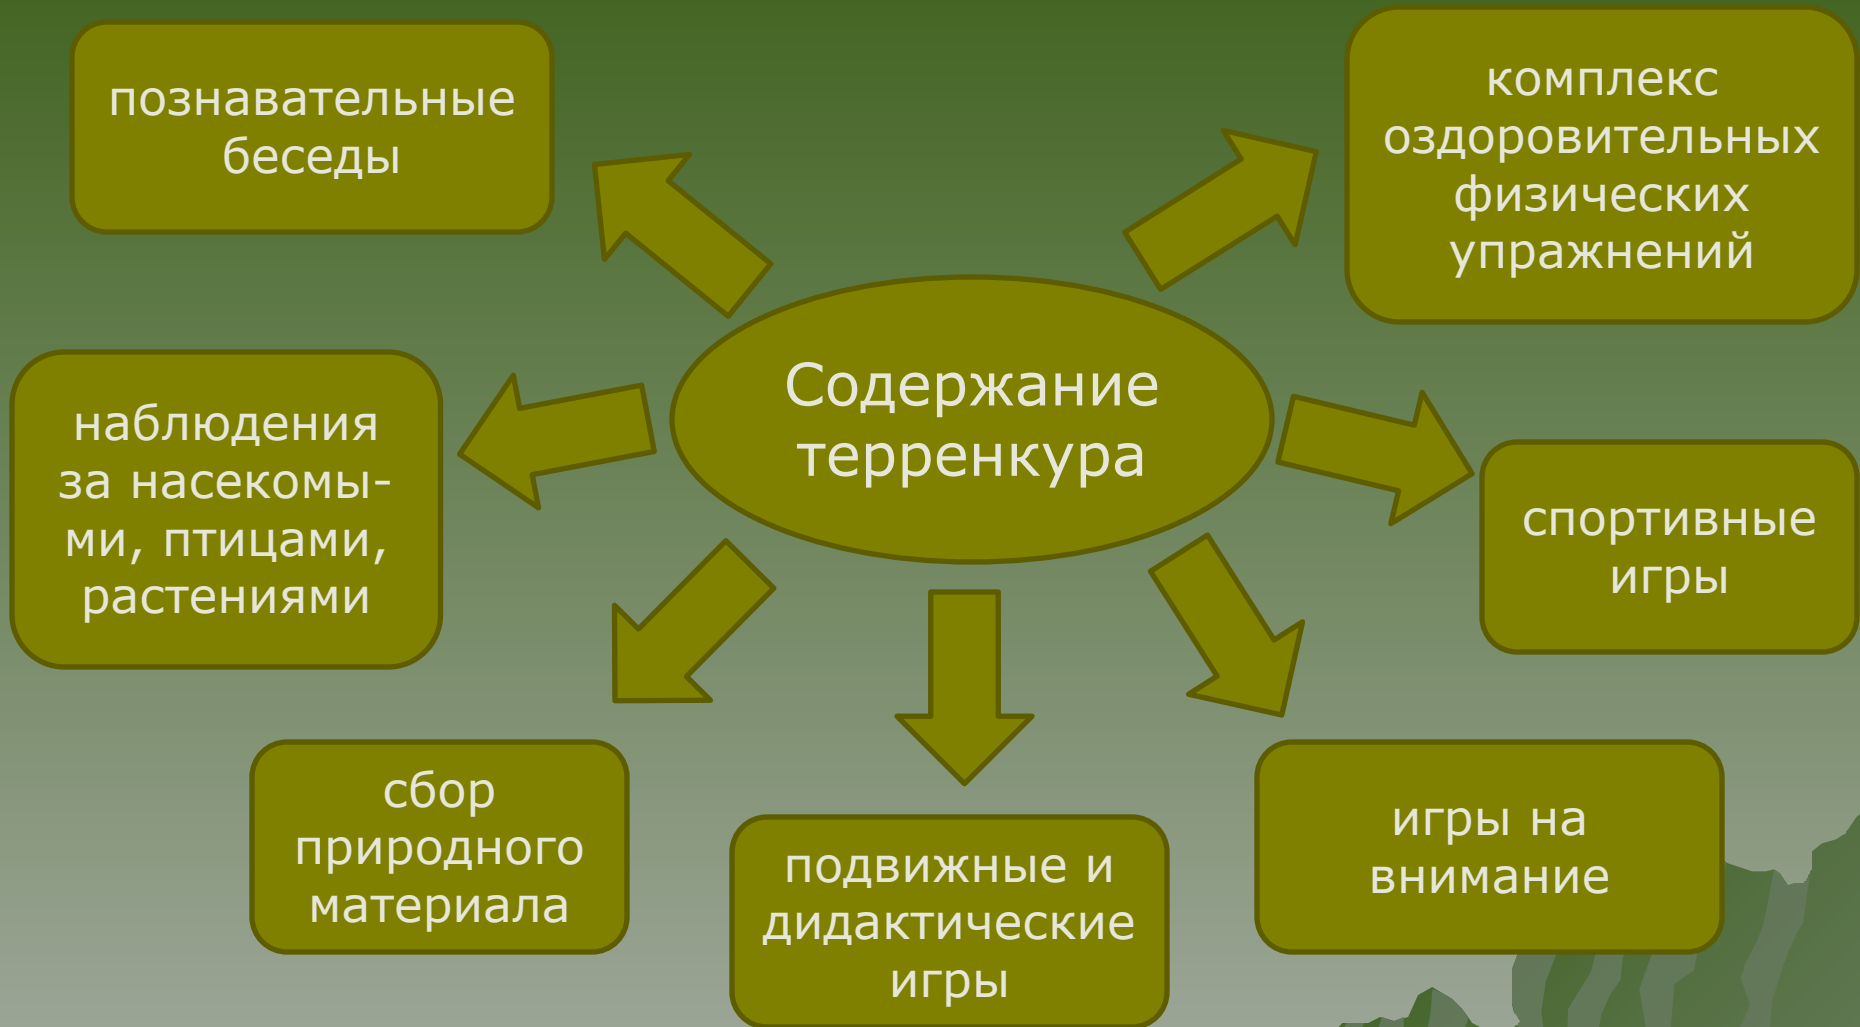 познавательные
беседы
комплекс
оздоровительных
физических
упражнений
Содержание
терренкура
наблюдения
за насекомы-
ми, птицами,
растениями
спортивные
игры
сбор
природного
материала
подвижные и
дидактические
игры
игры на
внимание